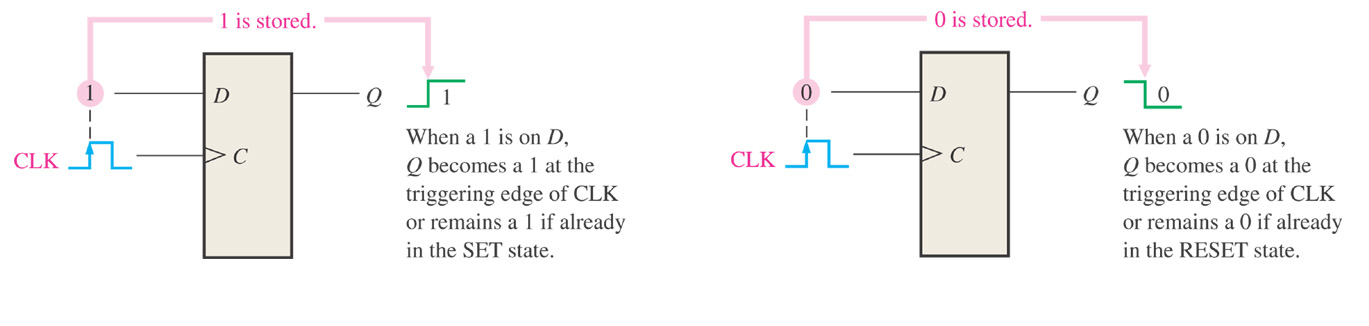 1 is stored.
1
D
Q
1
CLK
C
When a 1 is on D,
Q becomes a 1 at the
triggering edge of CLK
or remains a 1 if already
in the SET state.
0 is stored.
0
D
Q
0
CLK
C
When a 0 is on D,
Q becomes a 0 at the
triggering edge of CLK
or remains a 0 if already
in the RESET state.